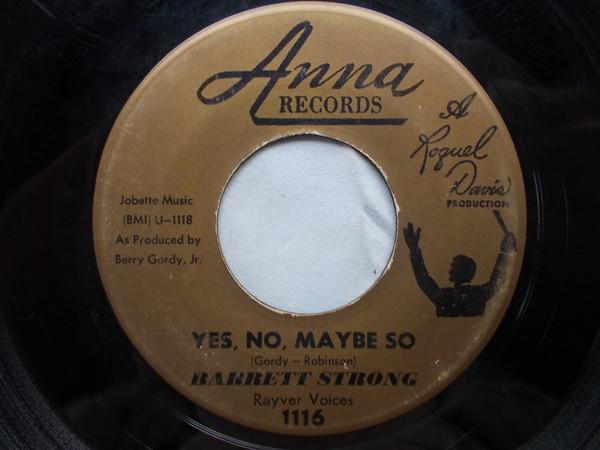 Anna
RECORDS
A
Roquel
Davis
PRODUCTION
Jobette Music
(BMI) U-1118
As Produced by
Berry Gordy, Jr.
YES, NO, MAYBE SO
(Gordy - Robinson)
BARRETT STRONG
Rayver Voices
1116